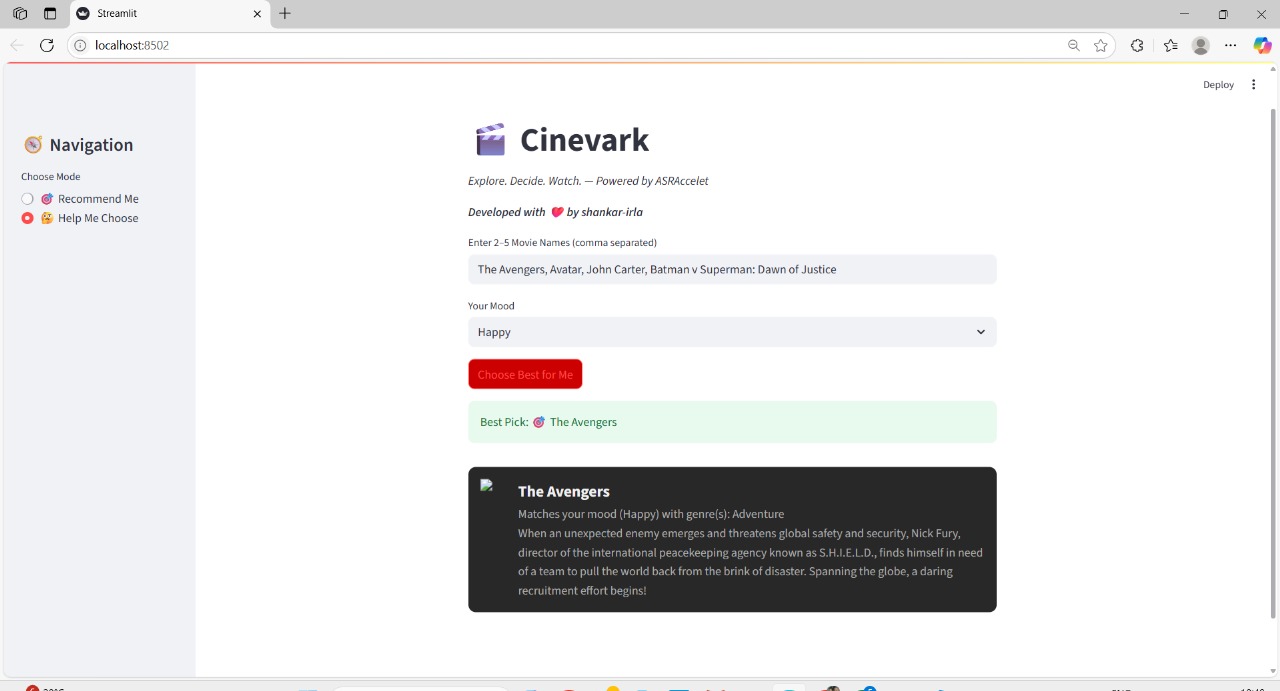 Streamlit
localhost:8502
Deploy
Navigation
Choose Mode
Recommend Me
Help Me Choose
Cinevark
Explore. Decide. Watch. — Powered by ASRAccelet
Developed with ❤️ by shankar-irla
Enter 2–5 Movie Names (comma separated)
The Avengers, Avatar, John Carter, Batman v Superman: Dawn of Justice
Your Mood
Happy
Choose Best for Me
Best Pick: 🎯 The Avengers
The Avengers
Matches your mood (Happy) with genre(s): Adventure
When an unexpected enemy emerges and threatens global safety and security, Nick Fury,
director of the international peacekeeping agency known as S.H.I.E.L.D., finds himself in need
of a team to pull the world back from the brink of disaster. Spanning the globe, a daring
recruitment effort begins!